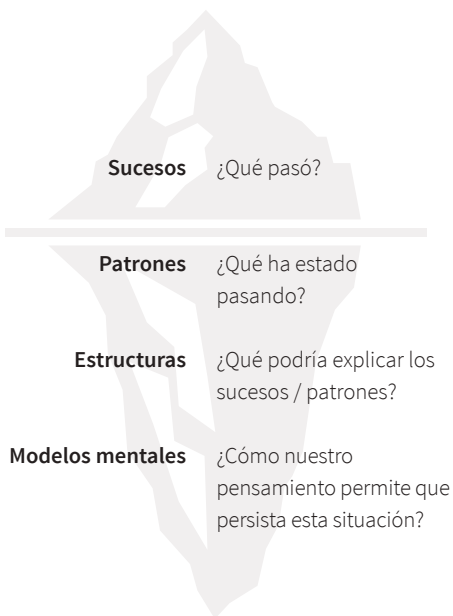 Sucesos ¿Qué pasó?
Patrones ¿Qué ha estado
pasando?
Estructuras ¿Qué podría explicar los
sucesos / patrones?
Modelos mentales ¿Cómo nuestro
pensamiento permite que
persista esta situación?